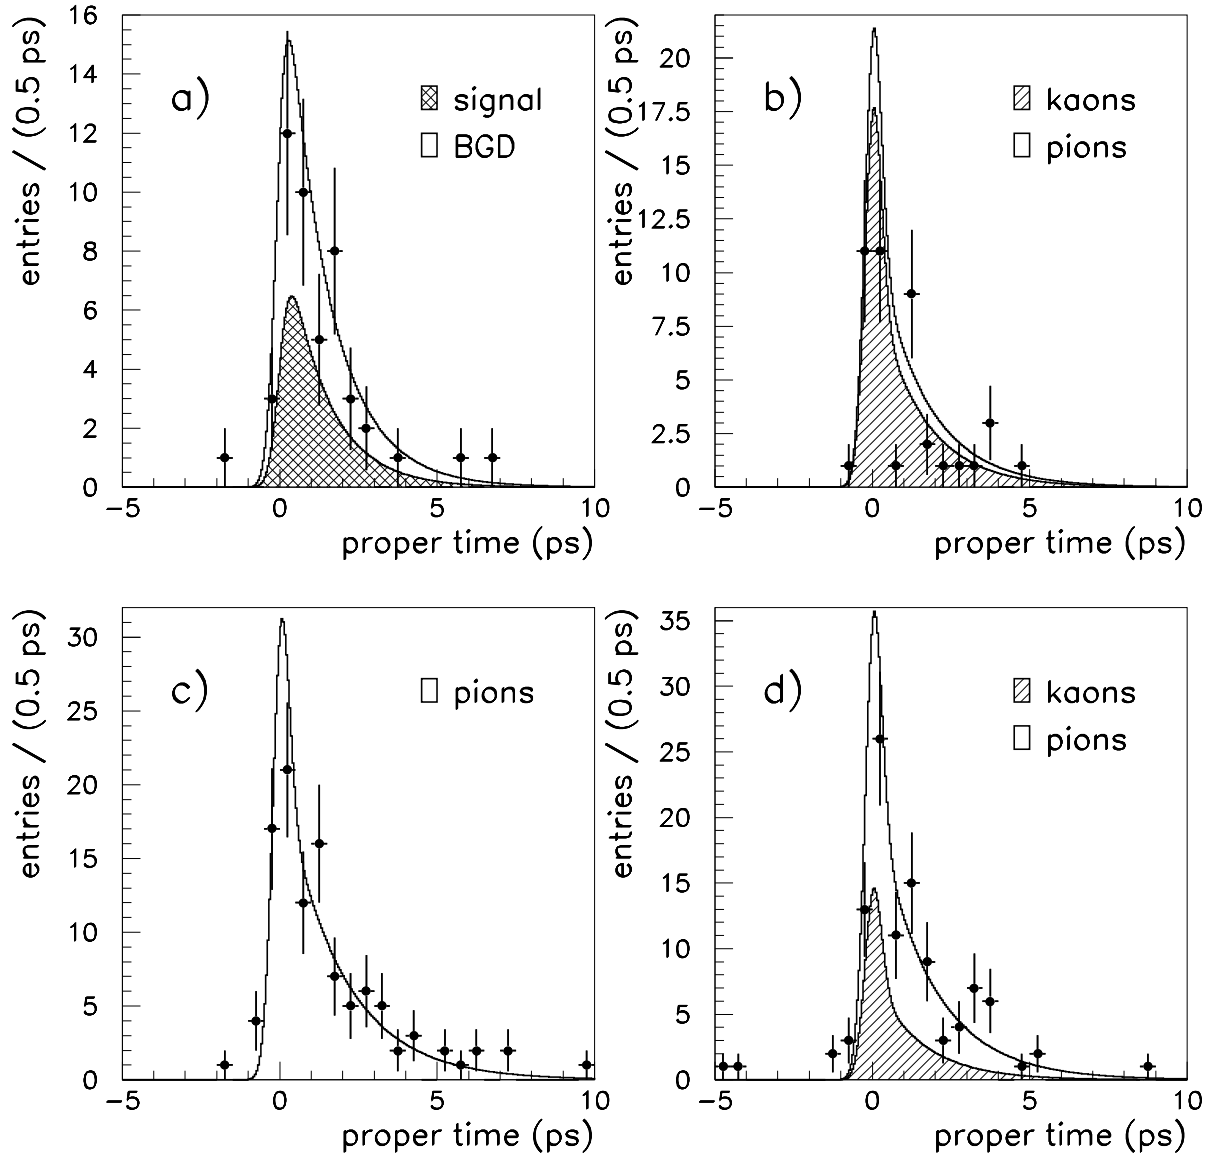 entries / (0.5 ps)
16
14
12
10
8
6
4
2
0
a)
signal
BGD
−5 0 5 10
proper time (ps)
entries / (0.5 ps)
20
17.5
15
12.5
10
7.5
5
2.5
0
b)
kaons
pions
−5 0 5 10
proper time (ps)
entries / (0.5 ps)
30
25
20
15
10
5
0
c)
pions
−5 0 5 10
proper time (ps)
entries / (0.5 ps)
35
30
25
20
15
10
5
0
d)
kaons
pions
−5 0 5 10
proper time (ps)